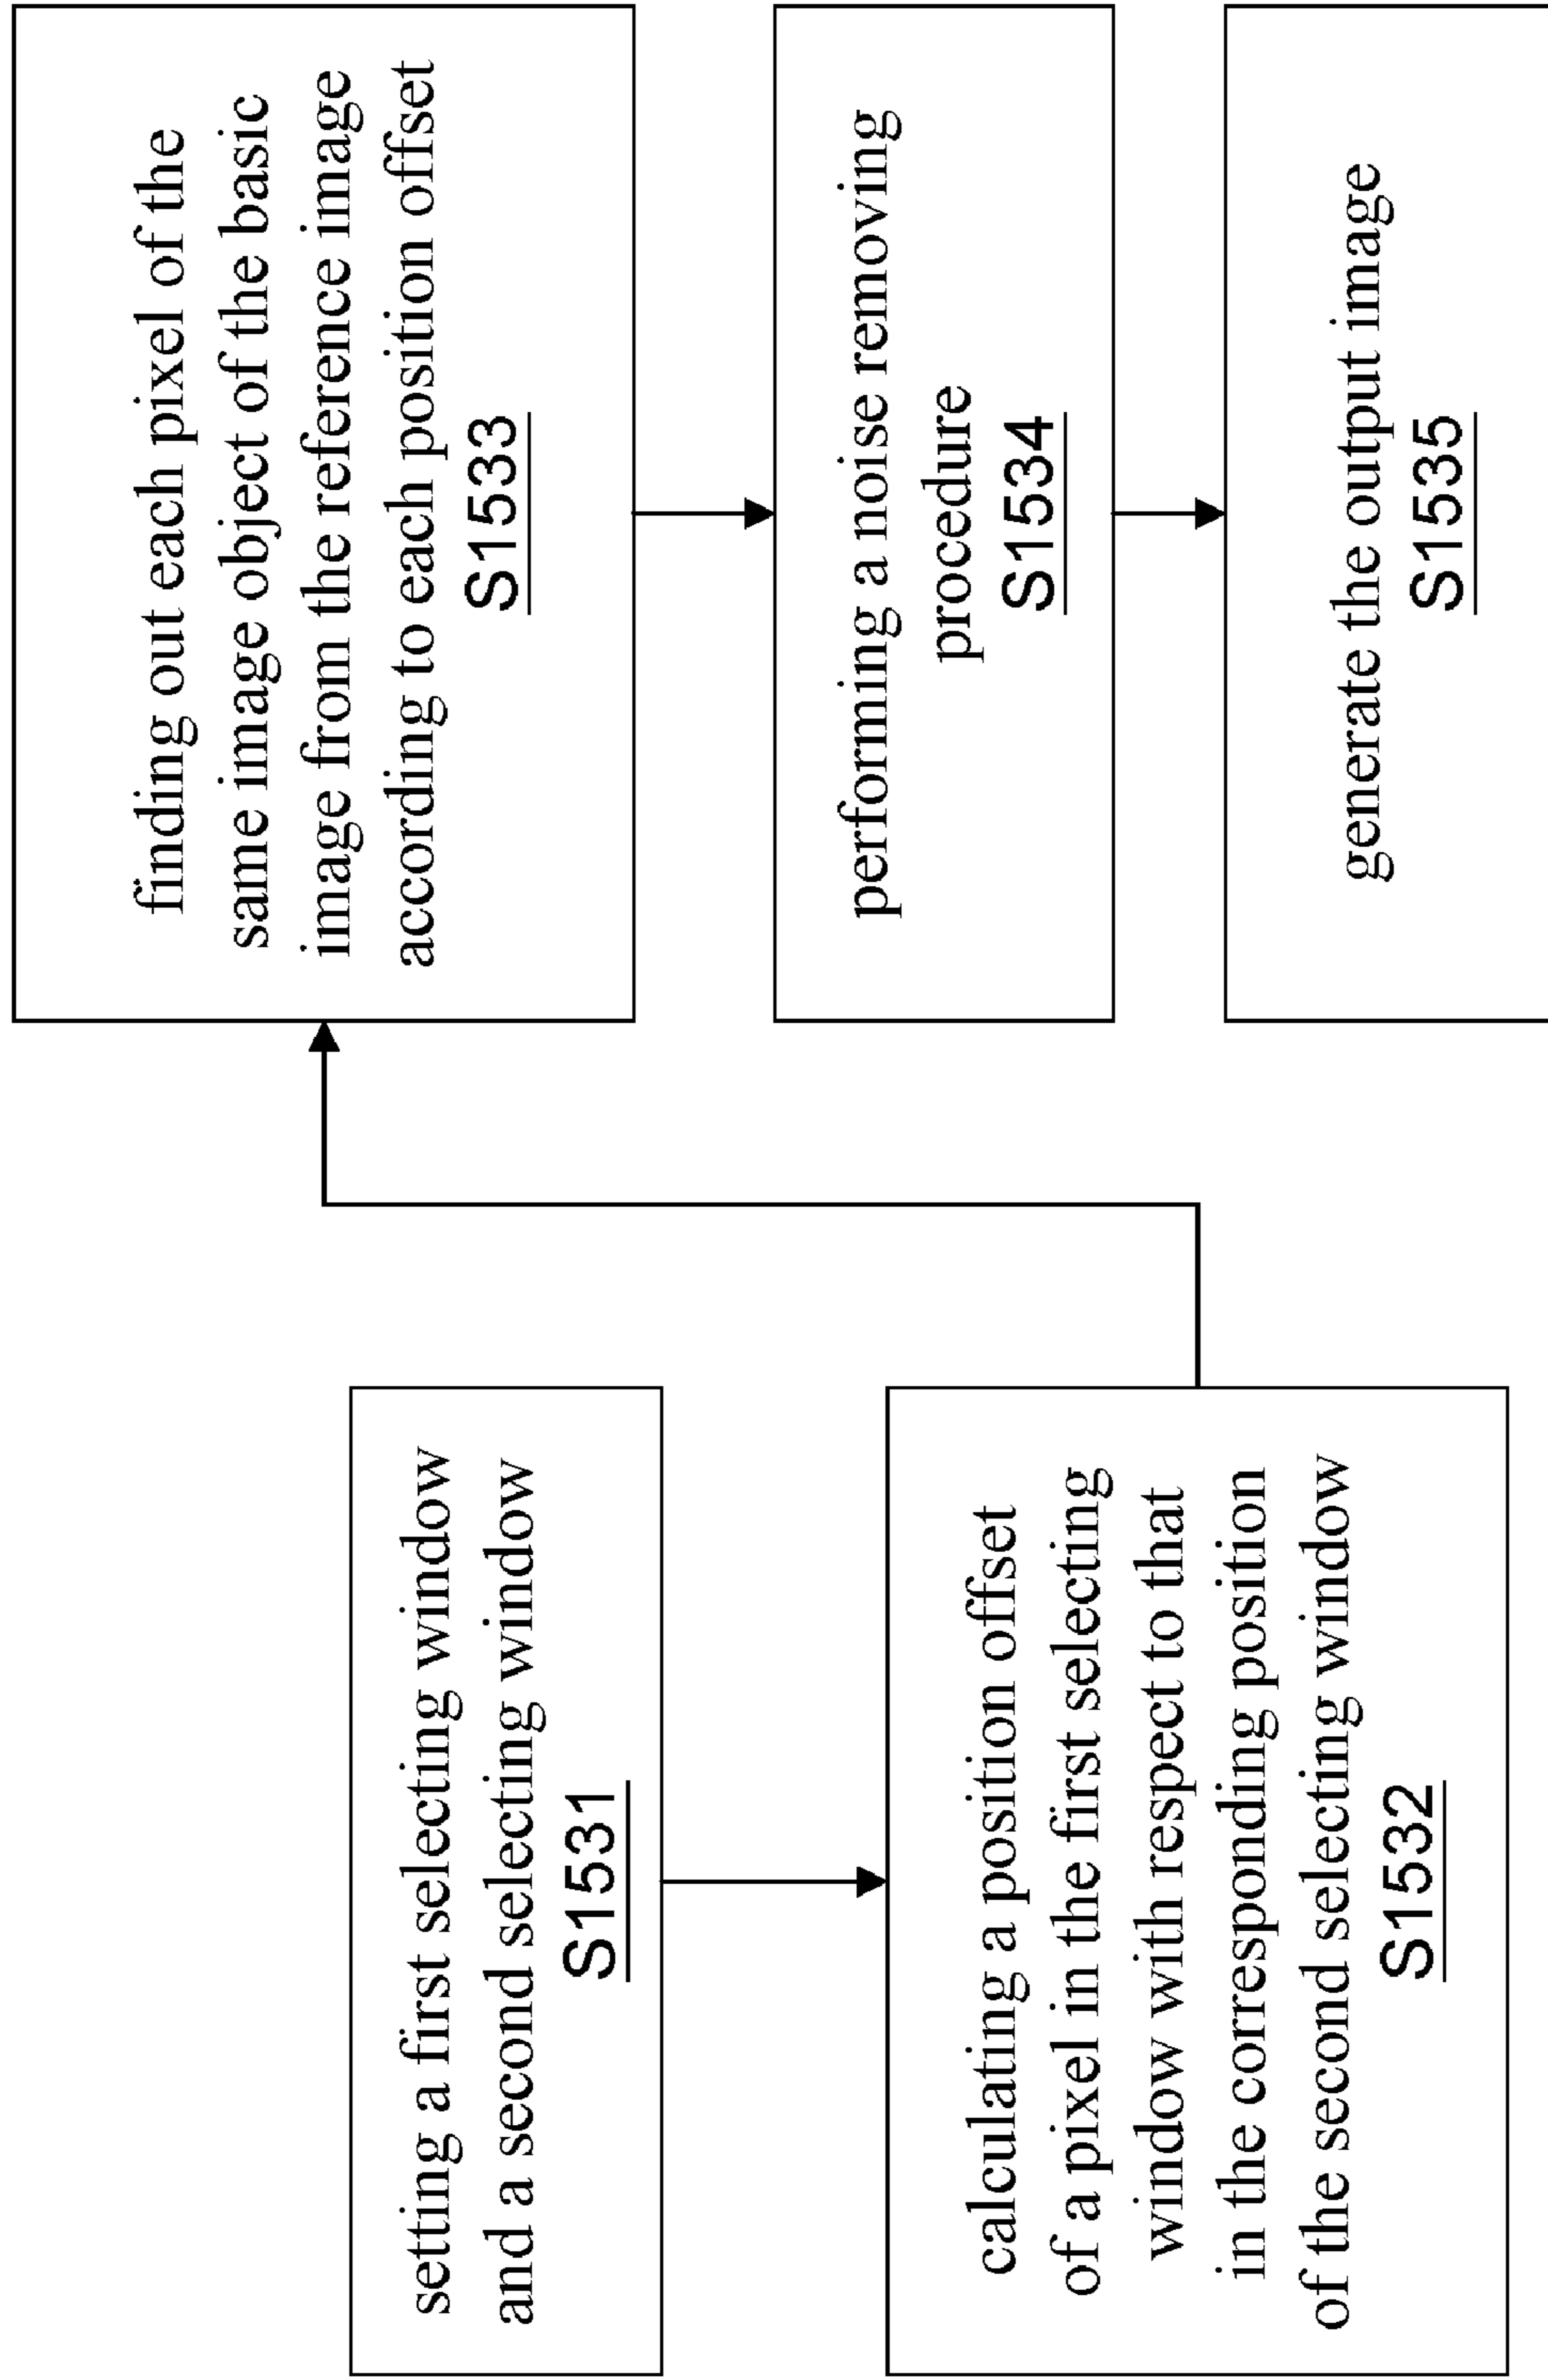 setting a first selecting window
and a second selecting window
S1531
calculating a position offset
of a pixel in the first selecting
window with respect to that
in the corresponding position
of the second selecting window
S1532
finding out each pixel of the
same image object of the basic
image from the reference image
according to each position offset
S1533
performing a noise removing
procedure
S1534
generate the output image
S1535